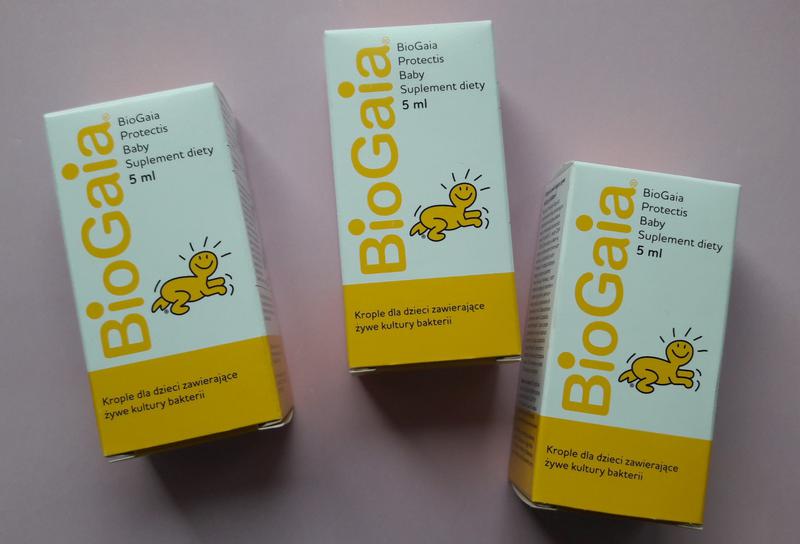 BioGaia®
BioGaia
Protectis
Baby
Suplement diety
5 ml
Krople dla dzieci zawierające
żywe kultury bakterii
BioGaia®
BioGaia
Protectis
Baby
Suplement diety
5 ml
Krople dla dzieci zawierające
żywe kultury bakterii
BioGaia®
BioGaia
Protectis
Baby
Suplement diety
5 ml
Krople dla dzieci zawierające
żywe kultury bakterii